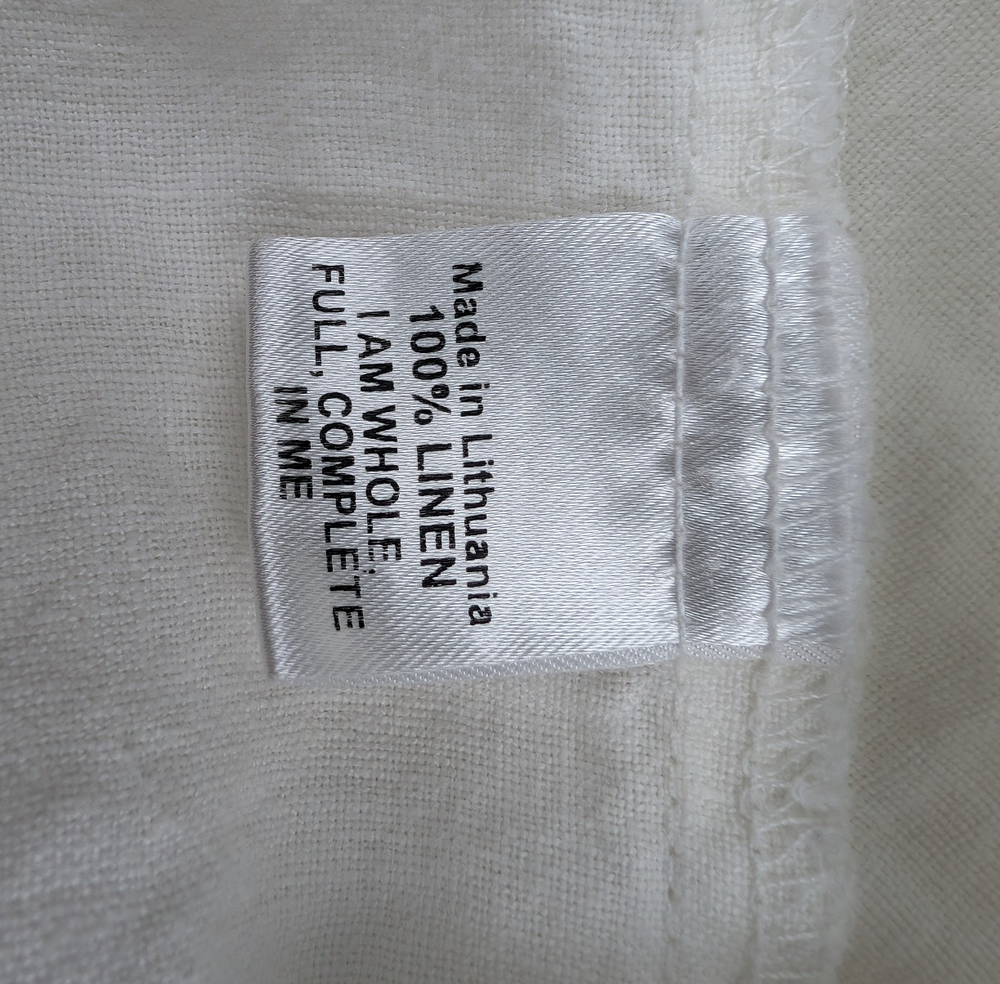 Made in Lithuania
100% LINEN
I AM WHOLE.
FULL, COMPLETE
IN ME